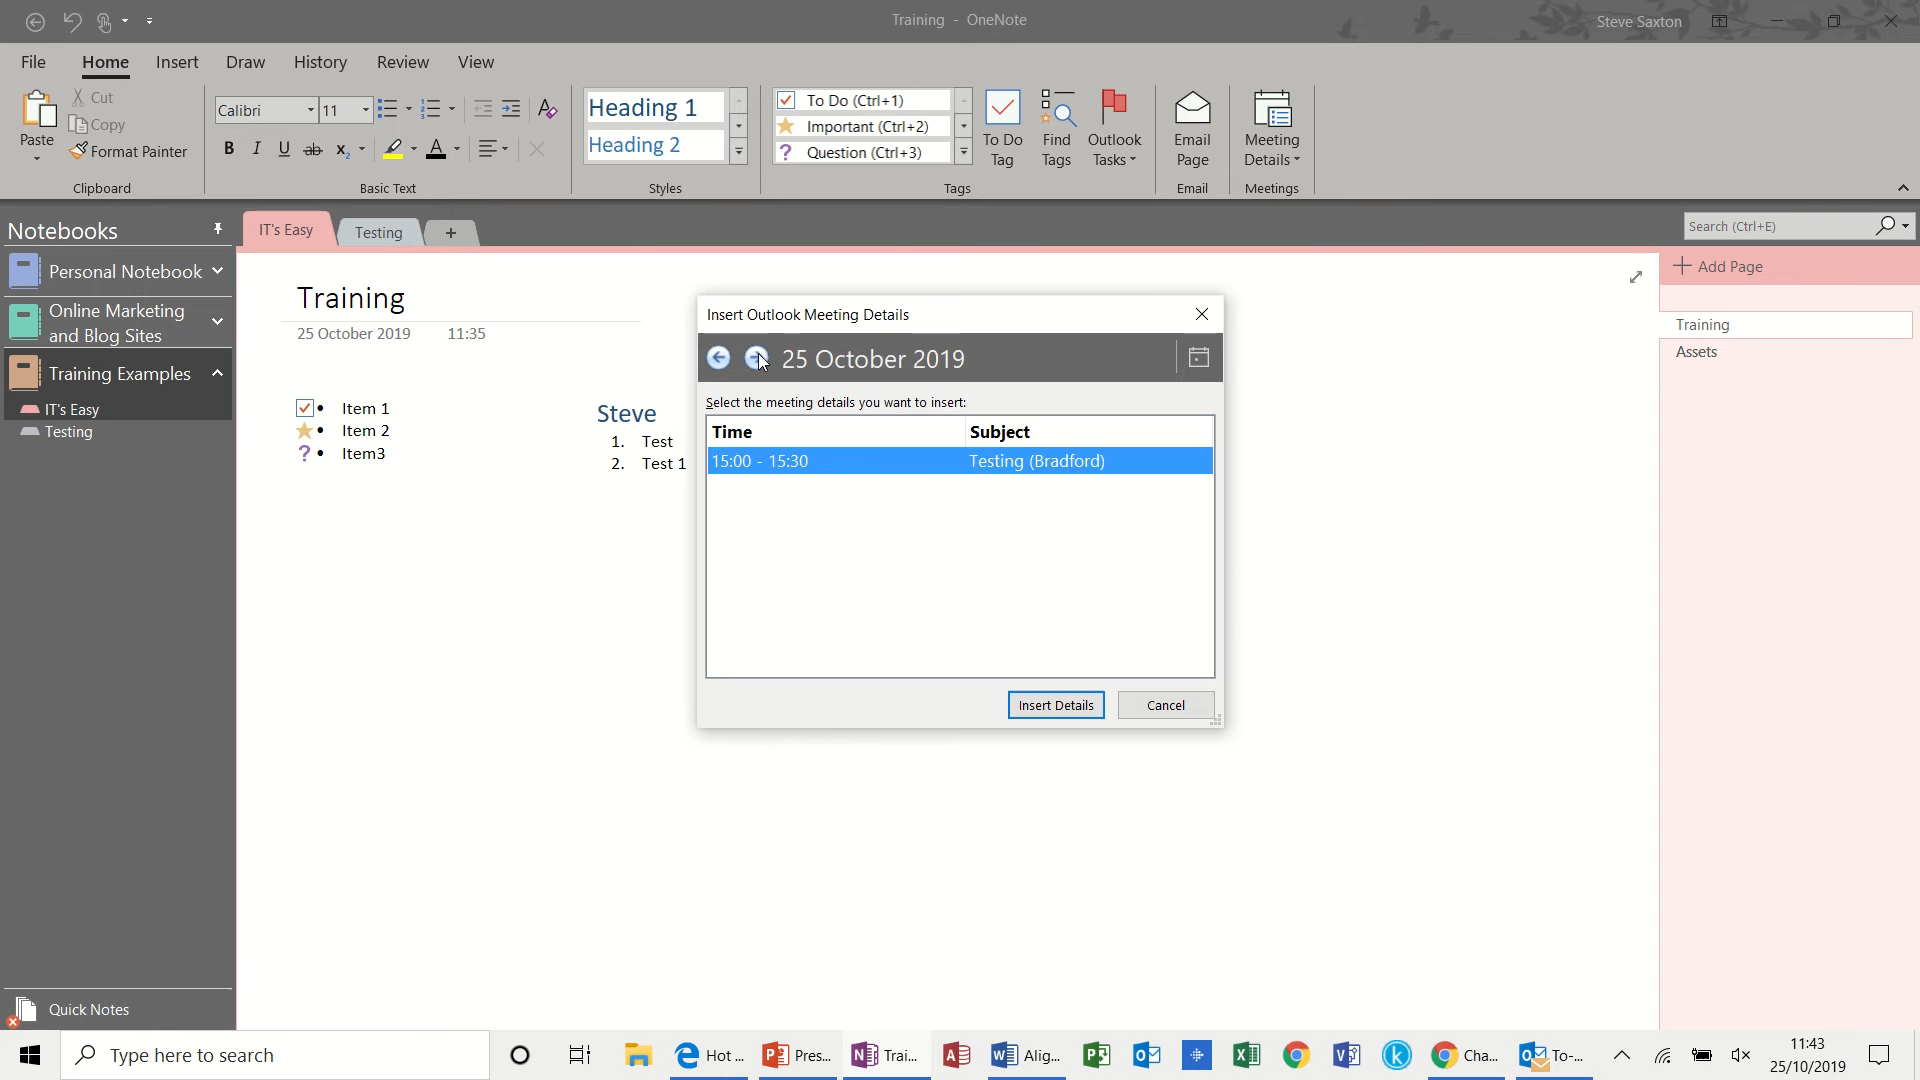 Training - OneNote
Steve Saxton
File Home Insert Draw History Review View
Paste
Cut
Copy
Format Painter
Clipboard
Calibri 11
B I U ab x₂ A
Basic Text
Heading 1
Heading 2
Styles
To Do (Ctrl+1)
Important (Ctrl+2)
? Question (Ctrl+3)
To Do Tag
Find Tags
Outlook Tasks
Tags
Email Page
Email
Meeting Details
Meetings
Notebooks
Personal Notebook
Online Marketing
and Blog Sites
Training Examples
IT's Easy
Testing
Quick Notes
IT's Easy Testing +
Search (Ctrl+E)
Add Page
Training
Assets
Training
25 October 2019 11:35
• Item 1
• Item 2
? • Item3
Steve
1. Test
2. Test 1
Insert Outlook Meeting Details
25 October 2019
Select the meeting details you want to insert:
Time Subject
15:00 - 15:30 Testing (Bradford)
Insert Details Cancel
Type here to search
Hot ...
Pres...
Trai...
Alig...
Cha...
To-...
11:43
25/10/2019